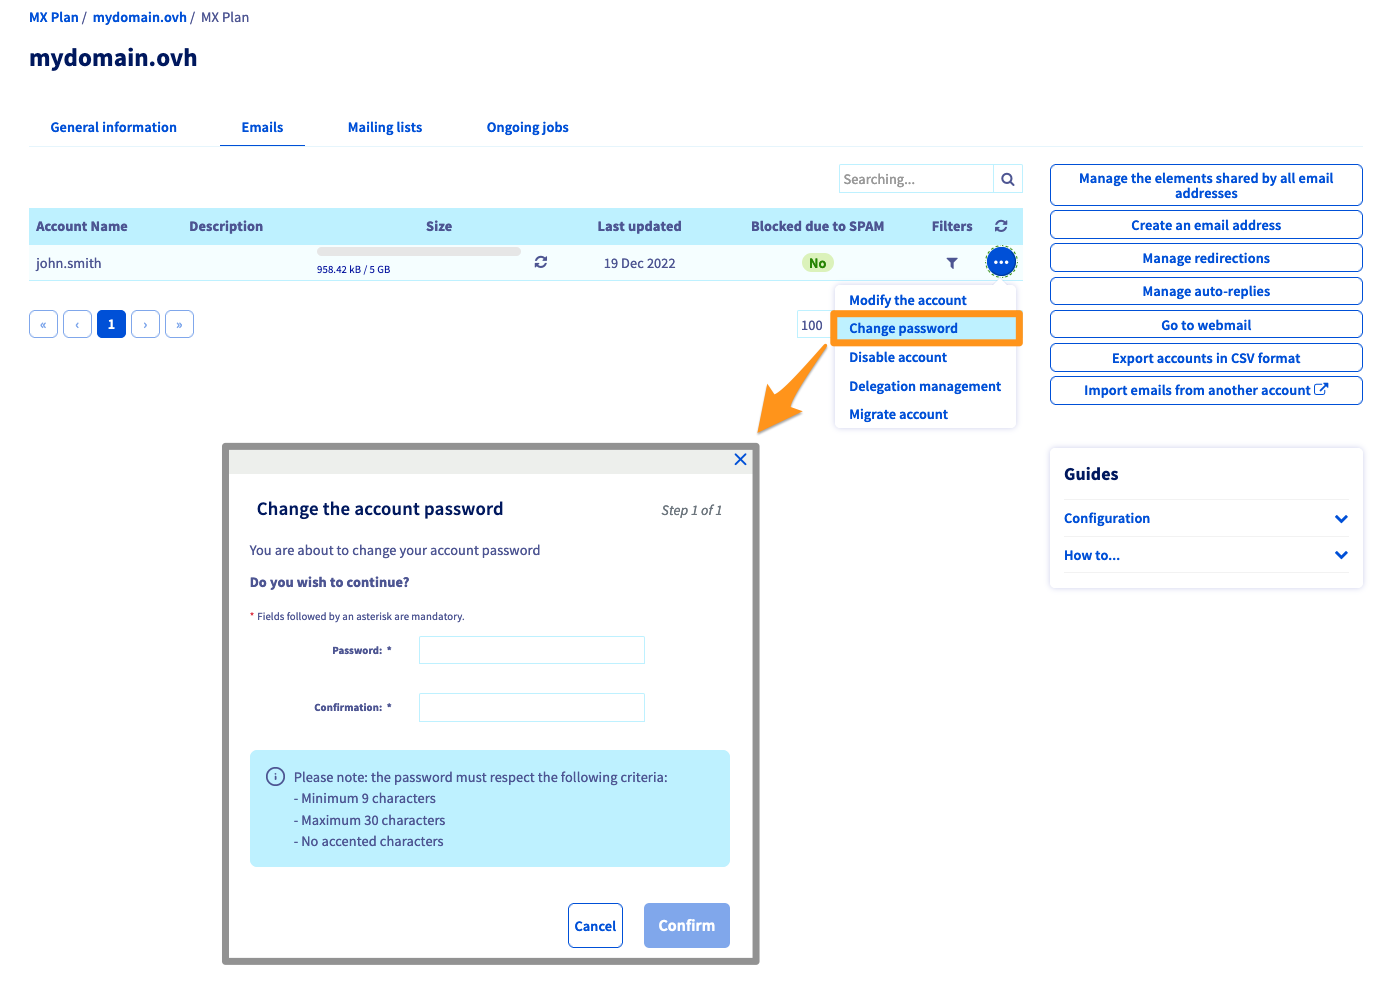 MX Plan / mydomain.ovh / MX Plan
mydomain.ovh
General information Emails Mailing lists Ongoing jobs
Searching...
Account Name Description Size Last updated Blocked due to SPAM Filters
john.smith 958.42 kB / 5 GB 19 Dec 2022 No
« ‹ 1 › »
100
Modify the account
Change password
Disable account
Delegation management
Migrate account
Manage the elements shared by all email
addresses
Create an email address
Manage redirections
Manage auto-replies
Go to webmail
Export accounts in CSV format
Import emails from another account
Guides
Configuration
How to...
Change the account password Step 1 of 1
You are about to change your account password
Do you wish to continue?
* Fields followed by an asterisk are mandatory.
Password: *
Confirmation: *
Please note: the password must respect the following criteria:
- Minimum 9 characters
- Maximum 30 characters
- No accented characters
Cancel Confirm